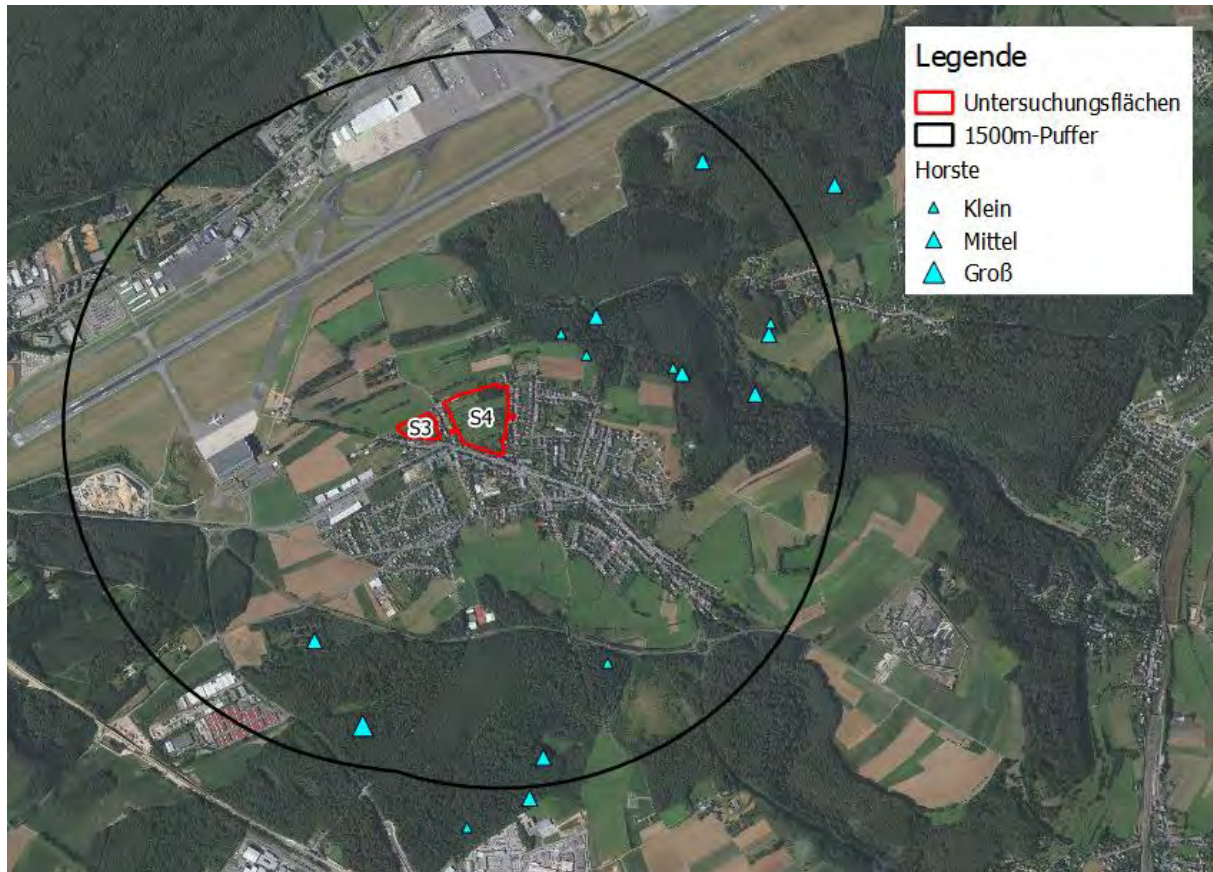 Legende
Untersuchungsflächen
1500m-Puffer
Horste
Klein
Mittel
Groß
S3
S4